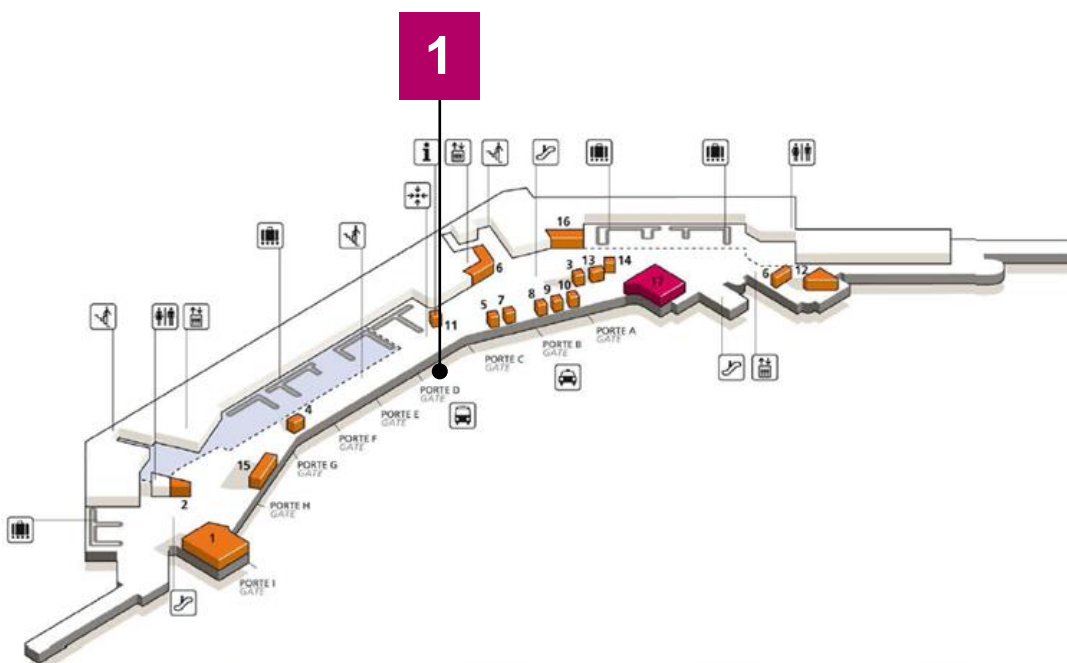 1
i
16
6
3
13
14
17
6
12
5
7
8
9
10
11
PORTE A
GATE
PORTE B
GATE
PORTE C
GATE
PORTE D
GATE
PORTE E
GATE
PORTE F
GATE
4
PORTE G
GATE
15
2
PORTE H
GATE
1
PORTE I
GATE